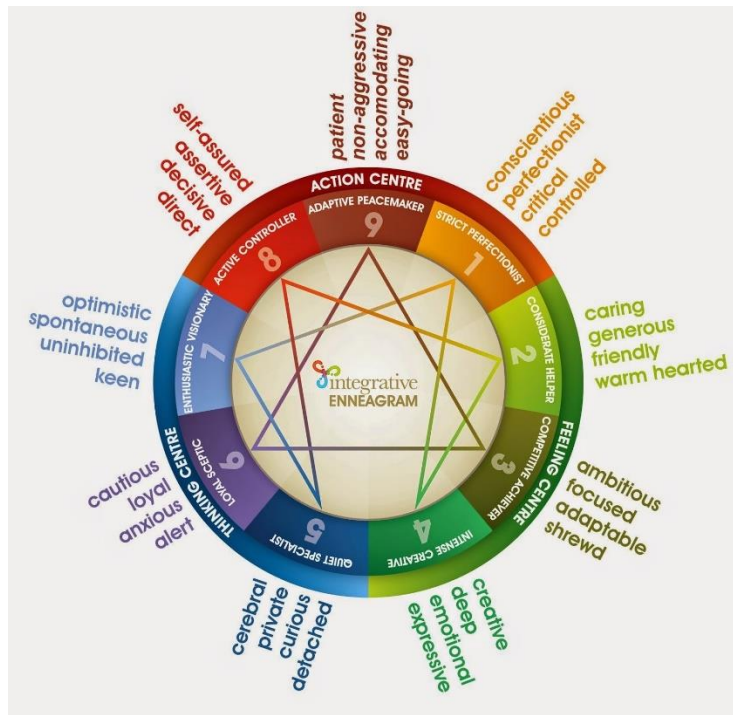 patient
non-aggressive
accomodating
easy-going
conscientious
perfectionist
critical
controlled
self-assured
assertive
decisive
direct
ACTION CENTRE
ADAPTIVE PEACEMAKER
9
STRICT PERFECTIONIST
1
ACTIVE CONTROLLER
8
caring
generous
friendly
warm hearted
CONSIDERATE HELPER
2
optimistic
spontaneous
uninhibited
keen
ENTHUSIASTIC VISIONARY
7
integrative
ENNEAGRAM
FEELING CENTRE
COMPETITIVE ACHIEVER
3
ambitious
focused
adaptable
shrewd
THINKING CENTRE
LOYAL SCEPTIC
6
cautious
loyal
anxious
alert
INTENSE CREATIVE
4
creative
deep
emotional
expressive
QUIET SPECIALIST
5
cerebral
private
curious
detached